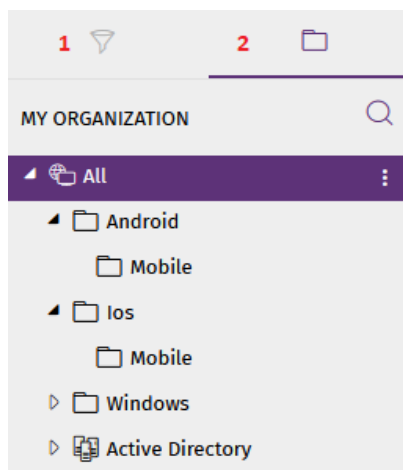 1 2
MY ORGANIZATION
All
Android
Mobile
Ios
Mobile
Windows
Active Directory